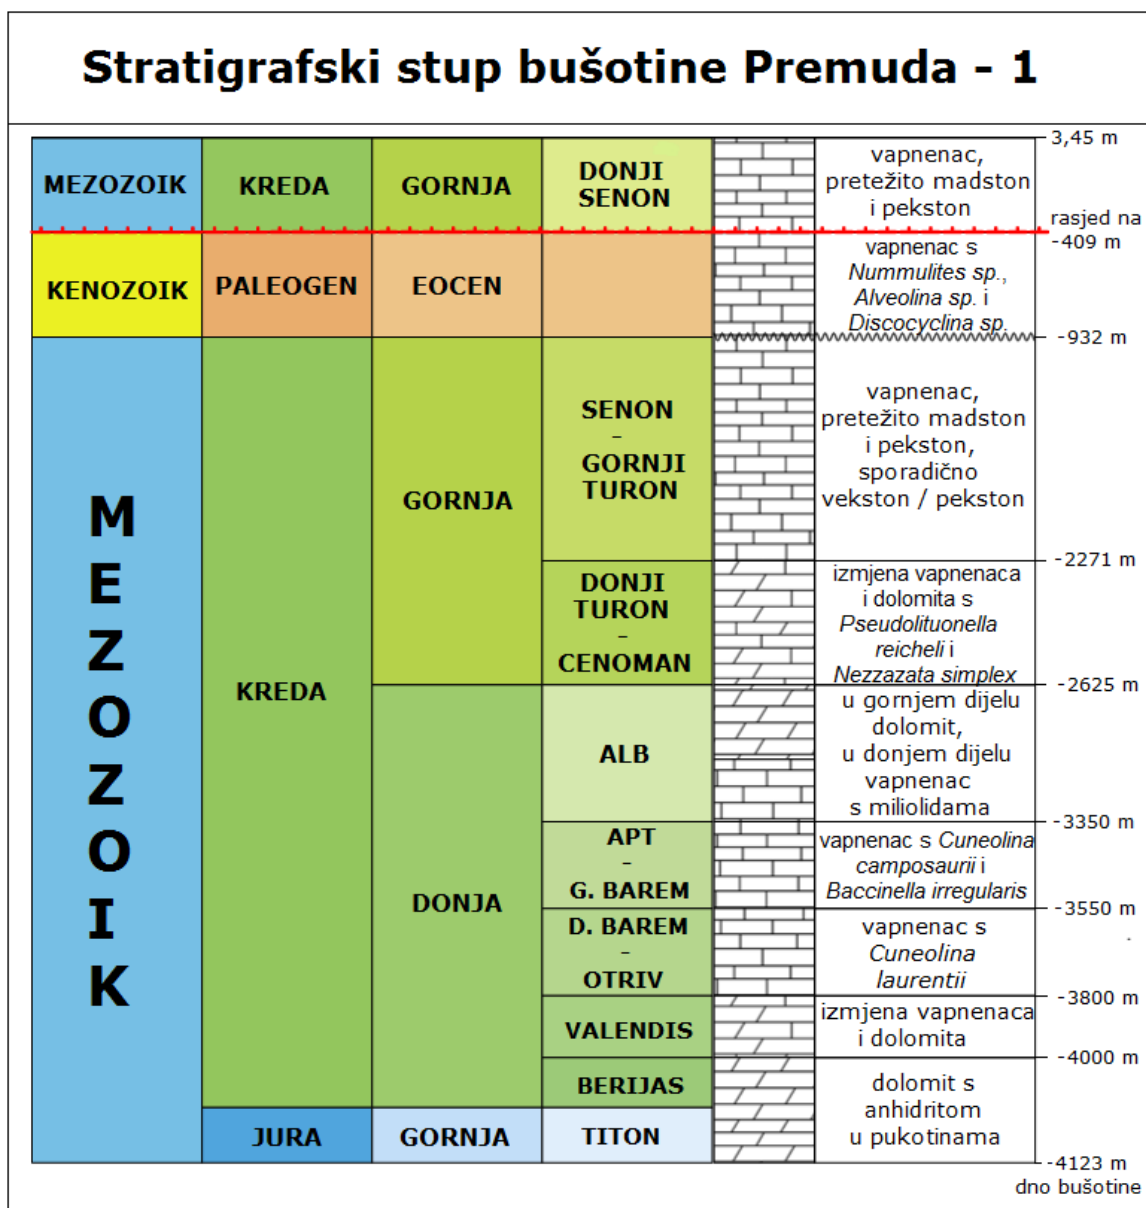 Stratigrafski stup bušotine Premuda - 1
MEZOZOIK
KREDA
GORNJA
DONJI
SENON
vapnenac,
pretežito madston
i pekston
3,45 m
rasjed na
-409 m
KENOZOIK
PALEOGEN
EOCEN
vapnenac s
Nummulites sp.,
Alveolina sp. i
Discocyclina sp.
-932 m
M
E
Z
O
Z
O
I
K
KREDA
GORNJA
SENON
–
GORNJI
TURON
vapnenac,
pretežito madston
i pekston,
sporadično
vekston / pekston
-2271 m
DONJI
TURON
–
CENOMAN
izmjena vapnenaca
i dolomita s
Pseudolituonella
reicheli i
Nezzazata simplex
-2625 m
DONJA
ALB
u gornjem dijelu
dolomit,
u donjem dijelu
vapnenac
s miliolidama
-3350 m
APT
–
G. BAREM
vapnenac s Cuneolina
camposaurii i
Baccinella irregularis
-3550 m
D. BAREM
–
OTRIV
vapnenac s
Cuneolina
laurentii
-3800 m
VALENDIS
izmjena vapnenaca
i dolomita
-4000 m
BERIJAS
dolomit s
anhidritom
u pukotinama
JURA
GORNJA
TITON
-4123 m
dno bušotine